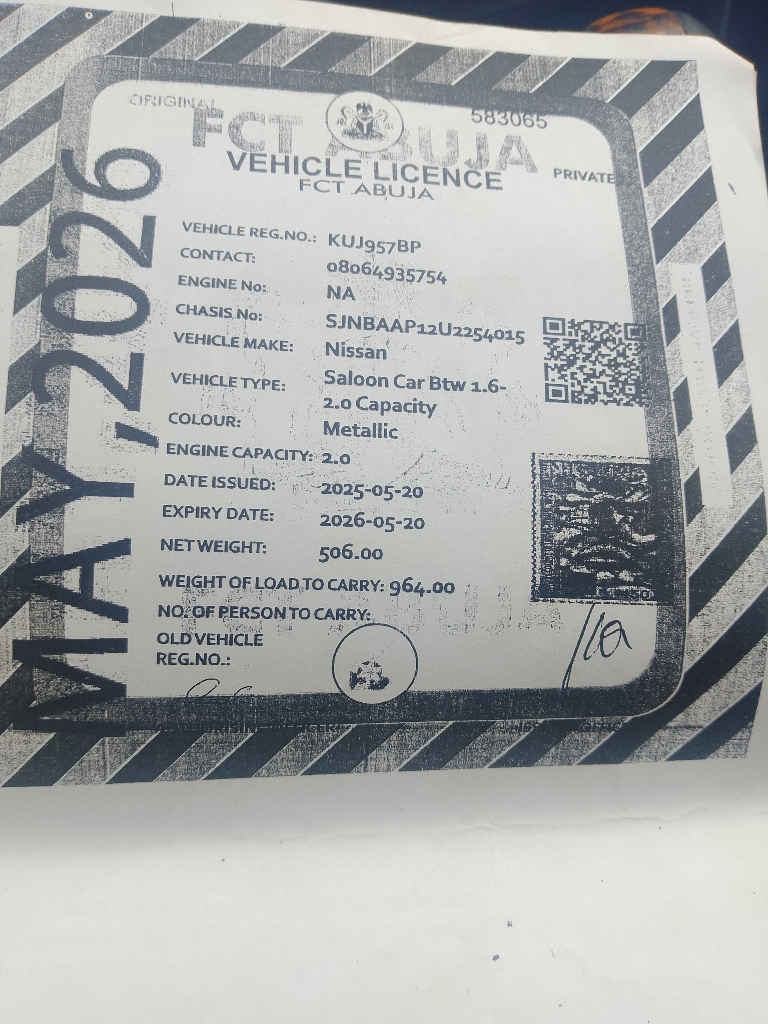 ORIGINAL
583065
FCT ABUJA
VEHICLE LICENCE
FCT ABUJA
PRIVATE
MAY,2026
VEHICLE REG.NO.: KUJ957BP
CONTACT: 08064935754
ENGINE No: NA
CHASIS No: SJNBAAP12U2254015
VEHICLE MAKE: Nissan
VEHICLE TYPE: Saloon Car Btw 1.6-
2.0 Capacity
COLOUR: Metallic
ENGINE CAPACITY: 2.0
DATE ISSUED: 2025-05-20
EXPIRY DATE: 2026-05-20
NET WEIGHT: 506.00
WEIGHT OF LOAD TO CARRY: 964.00
NO. OF PERSON TO CARRY:
FCT ABUJA
OLD VEHICLE
REG.NO.: